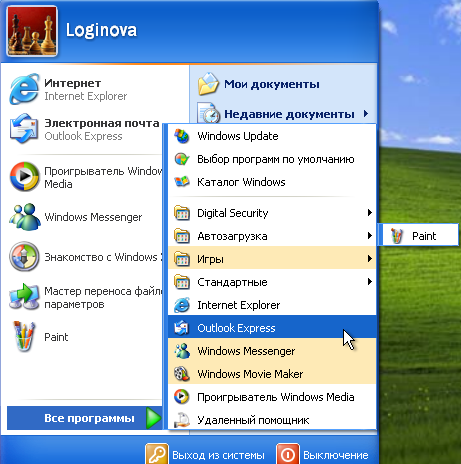 Loginova
Интернет
Internet Explorer
Электронная почта
Outlook Express
Проигрыватель Window
Media
Windows Messenger
Знакомство с Windows
Мастер переноса файло
параметров
Paint
Все программы
Мои документы
Недавние документы
Windows Update
Выбор программ по умолчанию
Каталог Windows
Digital Security
Автозагрузка
Игры
Стандартные
Internet Explorer
Outlook Express
Windows Messenger
Windows Movie Maker
Проигрыватель Windows Media
Удаленный помощник
Paint
Выход из системы
Выключение